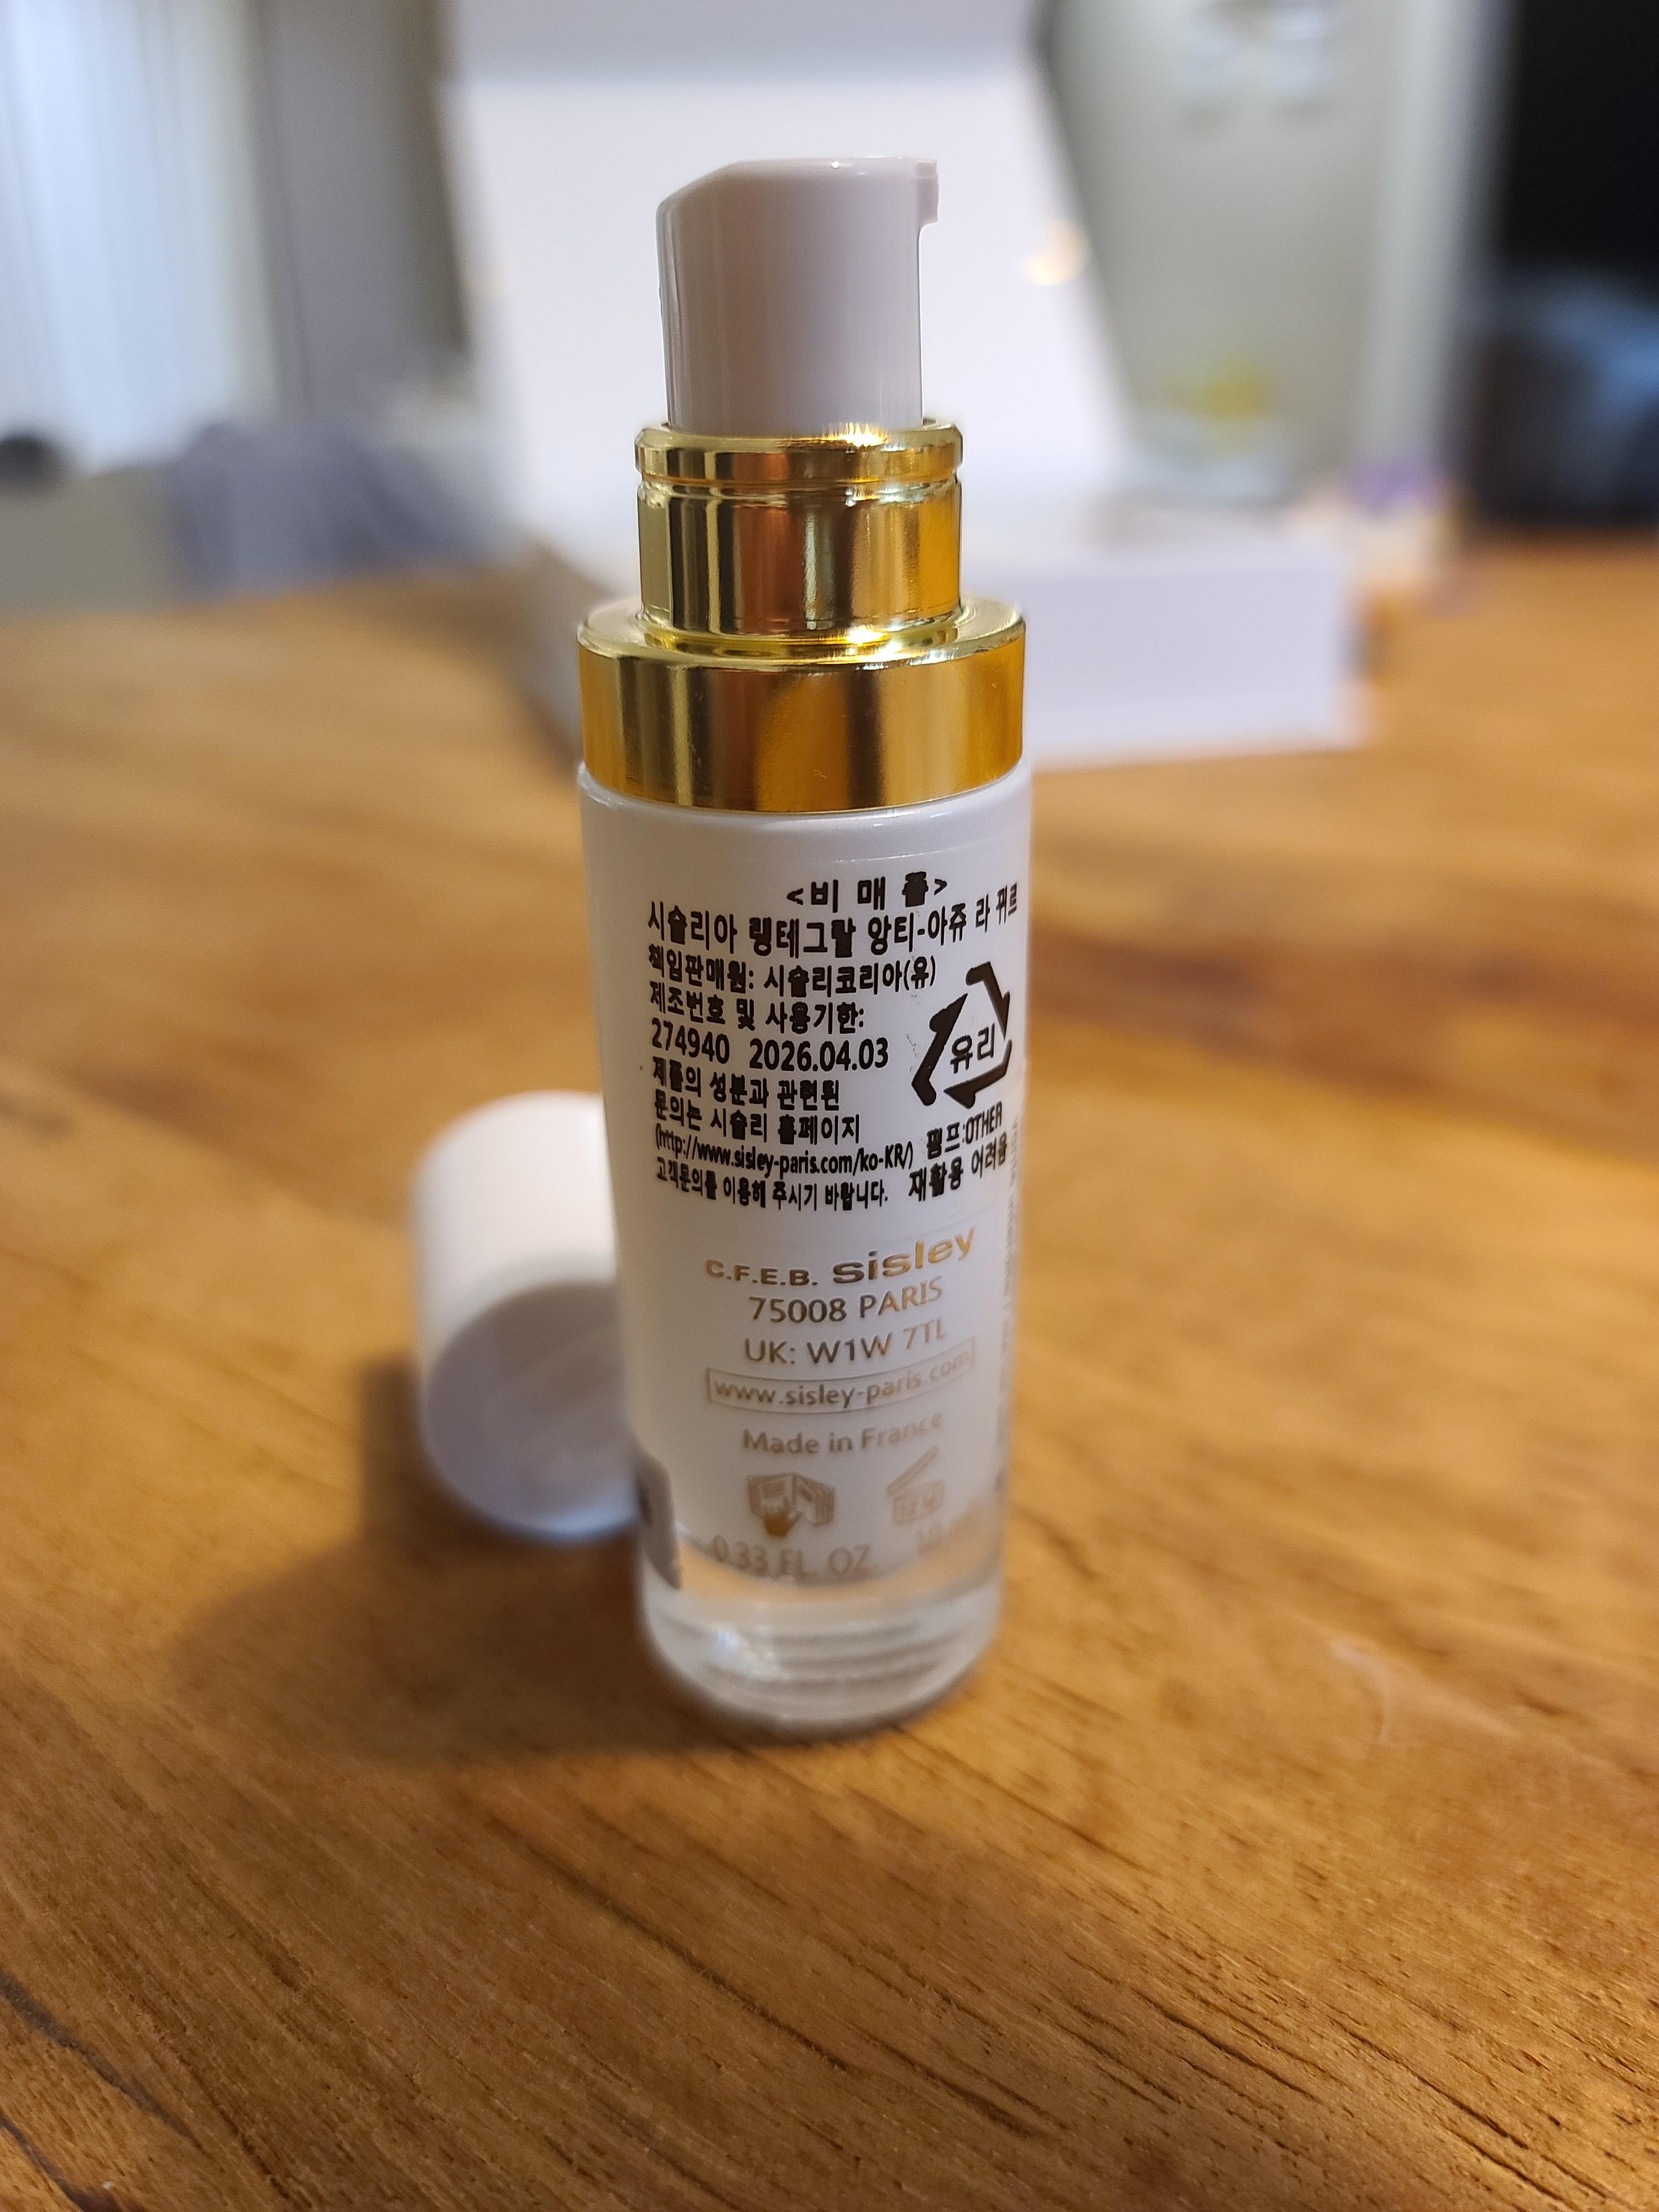 <비 매 품>
시슬리아 렝테그랄 앙티-아쥬 라 뀌르
책임판매원: 시슬리코리아(유)
제조번호 및 사용기한:
274940 2026.04.03
제품의 성분과 관련된
문의는 시슬리 홈페이지
(http://www.sisley-paris.com/ko-KR/)
고객문의를 이용해 주시기 바랍니다.
유리
펌프:OTHER
재활용 어려움
C.F.E.B. sisley
75008 PARIS
UK: W1W 7TL
www.sisley-paris.com
Made in France
0.33 FL. OZ